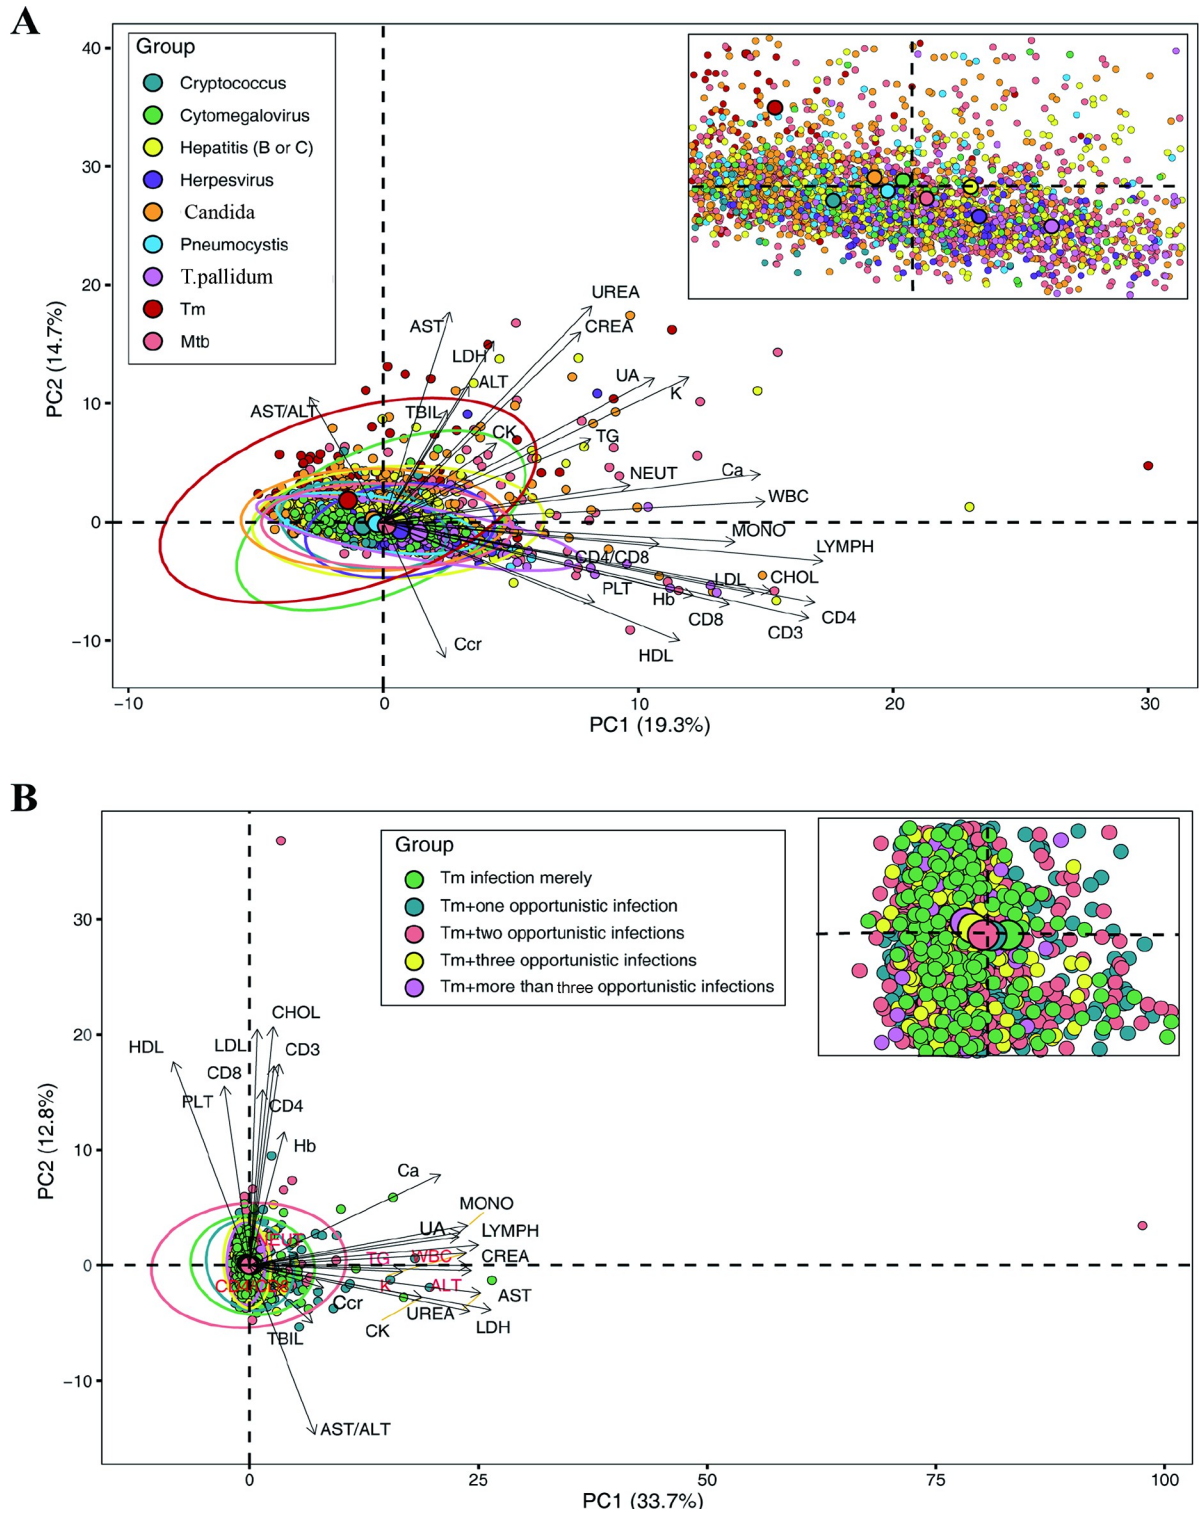 A
Group
Cryptococcus
Cytomegalovirus
Hepatitis (B or C)
Herpesvirus
Candida
Pneumocystis
T.pallidum
Tm
Mtb
40
30
20
10
0
−10
PC2 (14.7%)
UREA
AST
CREA
LDH
ALT
UA
K
AST/ALT
TBIL
CK
TG
NEUT
Ca
WBC
MONO
LYMPH
CD4/CD8
LDL
CHOL
PLT
Hb
CD8
CD4
CD3
HDL
Ccr
−10
0
10
20
30
PC1 (19.3%)
B
Group
Tm infection merely
Tm+one opportunistic infection
Tm+two opportunistic infections
Tm+three opportunistic infections
Tm+more than three opportunistic infections
30
20
10
0
−10
PC2 (12.8%)
CHOL
HDL
LDL
CD3
CD8
PLT
CD4
Hb
Ca
MONO
UA
LYMPH
NEUT
TG
WBC
CREA
CD4/CD8
K
ALT
AST
Ccr
UREA
TBIL
CK
LDH
AST/ALT
0
25
50
75
100
PC1 (33.7%)